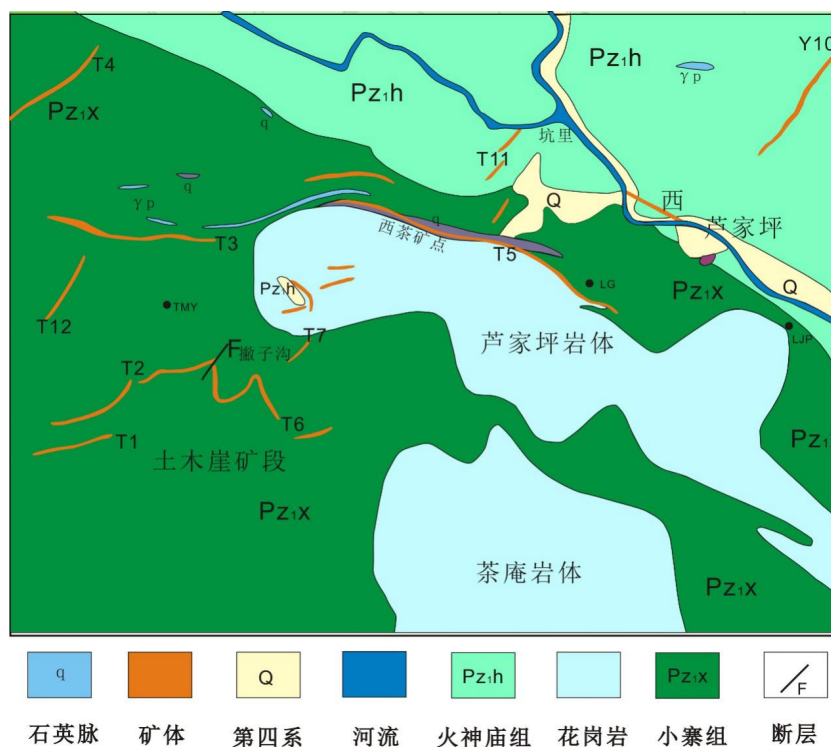 T4
Pz₁h
Pz₁h
γp
Y10
Pz₁x
q
坑里
T11
q
γp
Q
西
芦家坪
q
西茶矿点
T3
T5
Pz₁h
Pz₁x
Q
LG
TMY
T12
T7
芦家坪岩体
LJP
F
撇子沟
T2
T6
T1
土木崖矿段
Pz₁
Pz₁x
茶庵岩体
Pz₁x
q
Q
Pz₁h
Pz₁x
F
石英脉 矿体 第四系 河流 火神庙组 花岗岩 小寨组 断层